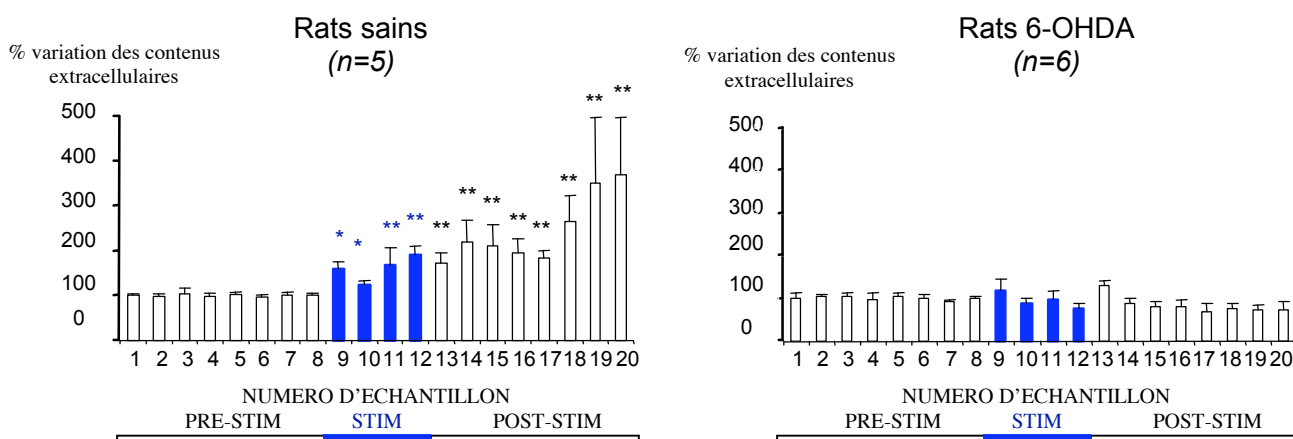 Rats sains
(n=5)
% variation des contenus
extracellulaires
500
400
300
200
100
0
* * ** ** ** ** ** ** ** ** ** **
1 2 3 4 5 6 7 8 9 10 11 12 13 14 15 16 17 18 19 20
NUMERO D'ECHANTILLON
PRE-STIM STIM POST-STIM
Rats 6-OHDA
(n=6)
% variation des contenus
extracellulaires
500
400
300
200
100
0
1 2 3 4 5 6 7 8 9 10 11 12 13 14 15 16 17 18 19 20
NUMERO D'ECHANTILLON
PRE-STIM STIM POST-STIM